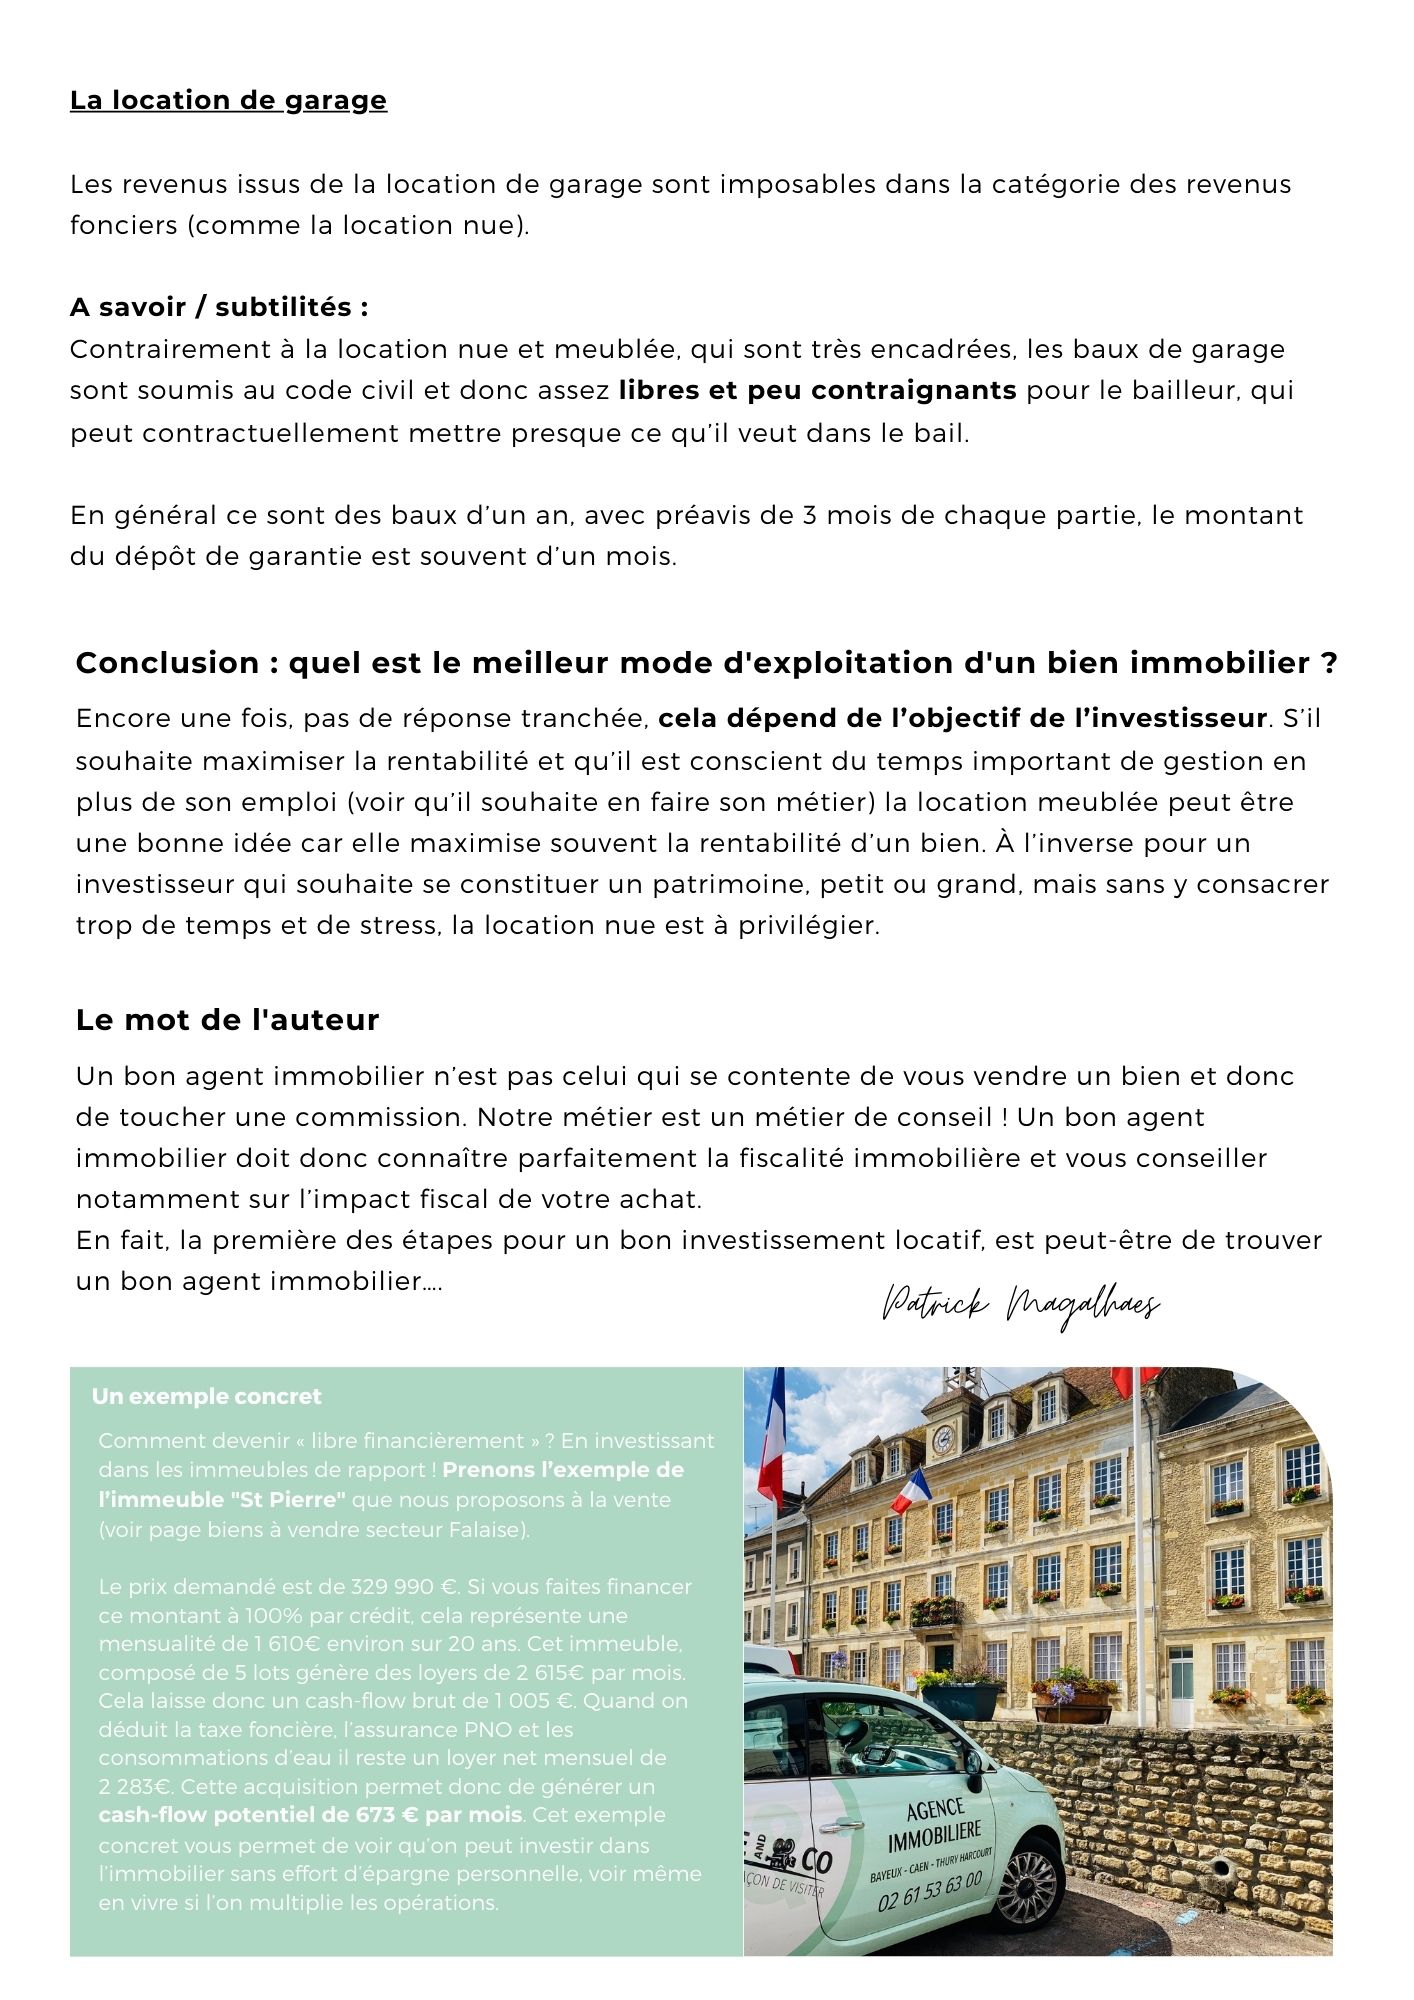 La location de garage
Les revenus issus de la location de garage sont imposables dans la catégorie des revenus
fonciers (comme la location nue).
A savoir / subtilités :
Contrairement à la location nue et meublée, qui sont très encadrées, les baux de garage
sont soumis au code civil et donc assez libres et peu contraignants pour le bailleur, qui
peut contractuellement mettre presque ce qu’il veut dans le bail.
En général ce sont des baux d’un an, avec préavis de 3 mois de chaque partie, le montant
du dépôt de garantie est souvent d’un mois.
Conclusion : quel est le meilleur mode d'exploitation d'un bien immobilier ?
Encore une fois, pas de réponse tranchée, cela dépend de l’objectif de l’investisseur. S’il
souhaite maximiser la rentabilité et qu’il est conscient du temps important de gestion en
plus de son emploi (voir qu’il souhaite en faire son métier) la location meublée peut être
une bonne idée car elle maximise souvent la rentabilité d’un bien. À l’inverse pour un
investisseur qui souhaite se constituer un patrimoine, petit ou grand, mais sans y consacrer
trop de temps et de stress, la location nue est à privilégier.
Le mot de l'auteur
Un bon agent immobilier n’est pas celui qui se contente de vous vendre un bien et donc
de toucher une commission. Notre métier est un métier de conseil ! Un bon agent
immobilier doit donc connaître parfaitement la fiscalité immobilière et vous conseiller
notamment sur l’impact fiscal de votre achat.
En fait, la première des étapes pour un bon investissement locatif, est peut-être de trouver
un bon agent immobilier….
Patrick Magalhaes
Un exemple concret
Comment devenir « libre financièrement » ? En investissant
dans les immeubles de rapport ! Prenons l’exemple de
l’immeuble "St Pierre" que nous proposons à la vente
(voir page biens à vendre secteur Falaise).
Le prix demandé est de 329 990 €. Si vous faites financer
ce montant à 100% par crédit, cela représente une
mensualité de 1 610€ environ sur 20 ans. Cet immeuble,
composé de 5 lots génère des loyers de 2 615€ par mois.
Cela laisse donc un cash-flow brut de 1 005 €. Quand on
déduit la taxe foncière, l’assurance PNO et les
consommations d’eau il reste un loyer net mensuel de
2 283€. Cette acquisition permet donc de générer un
cash-flow potentiel de 673 € par mois. Cet exemple
concret vous permet de voir qu’on peut investir dans
l’immobilier sans effort d’épargne personnelle, voir même
en vivre si l’on multiplie les opérations.
AGENCE
IMMOBILIERE
BAYEUX - CAEN - THURY HARCOURT
02 61 53 63 00
AND
CO
DE VISITER